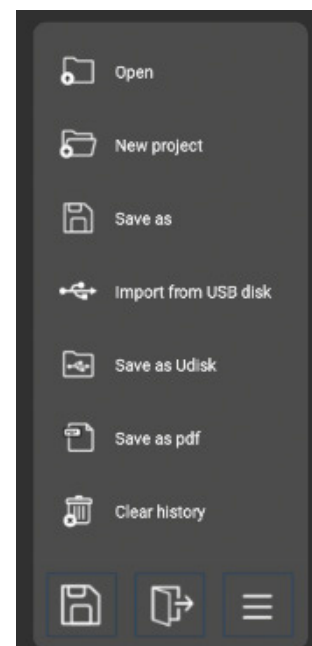 Open
New project
Save as
Import from USB disk
Save as Udisk
Save as pdf
Clear history